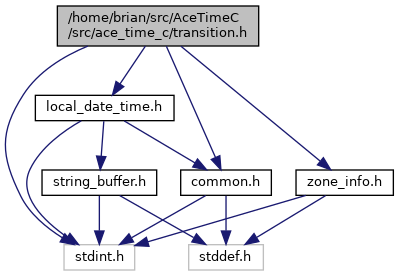 /home/brian/src/AceTimeC
/src/ace_time_c/transition.h
local_date_time.h
string_buffer.h
common.h
zone_info.h
stdint.h
stddef.h